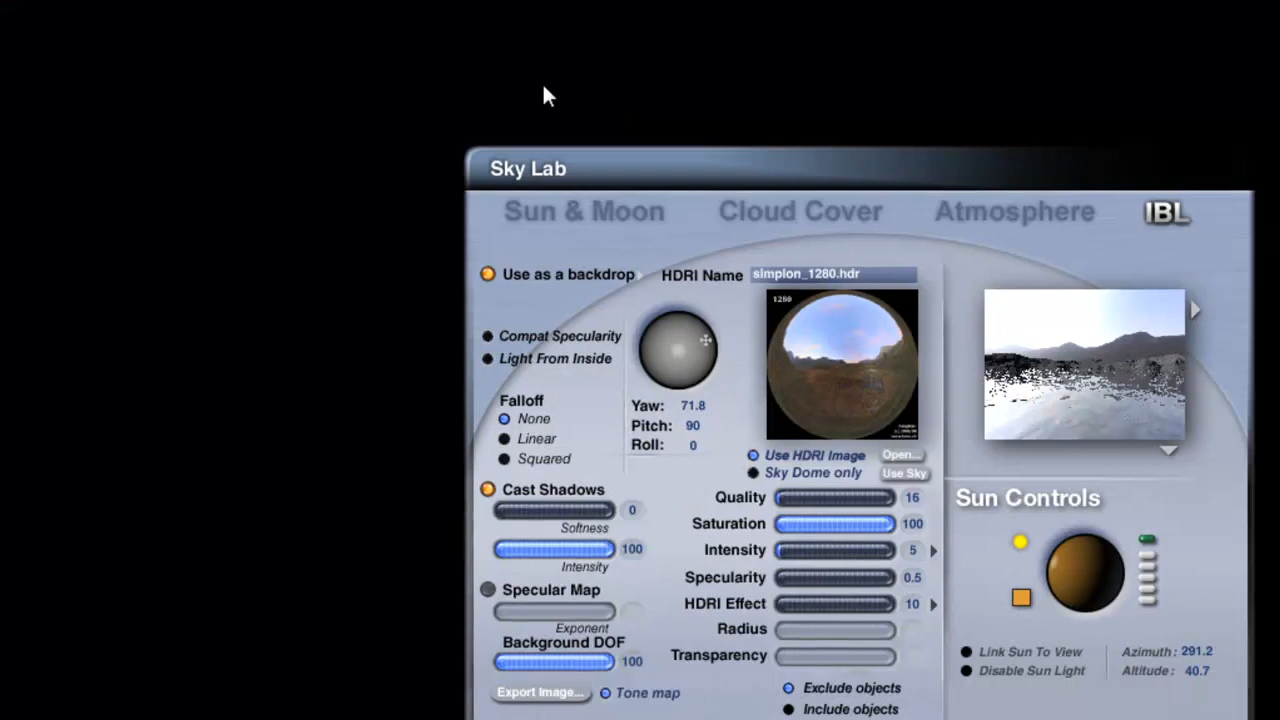 Sky Lab
Sun & Moon Cloud Cover Atmosphere IBL
Use as a backdrop HDRI Name simplon_1280.hdr
1280
Compat Specularity
Light From Inside
Falloff
None
Linear
Squared
Yaw: 71.8
Pitch: 90
Roll: 0
Use HDRI Image Open...
Sky Dome only Use Sky
Cast Shadows
0
Softness
100
Intensity
Specular Map
Exponent
Background DOF
100
Export Image... Tone map
Quality 16
Saturation 100
Intensity 5
Specularity 0.5
HDRI Effect 10
Radius
Transparency
Exclude objects
Include objects
Sun Controls
Link Sun To View
Disable Sun Light
Azimuth: 291.2
Altitude: 40.7